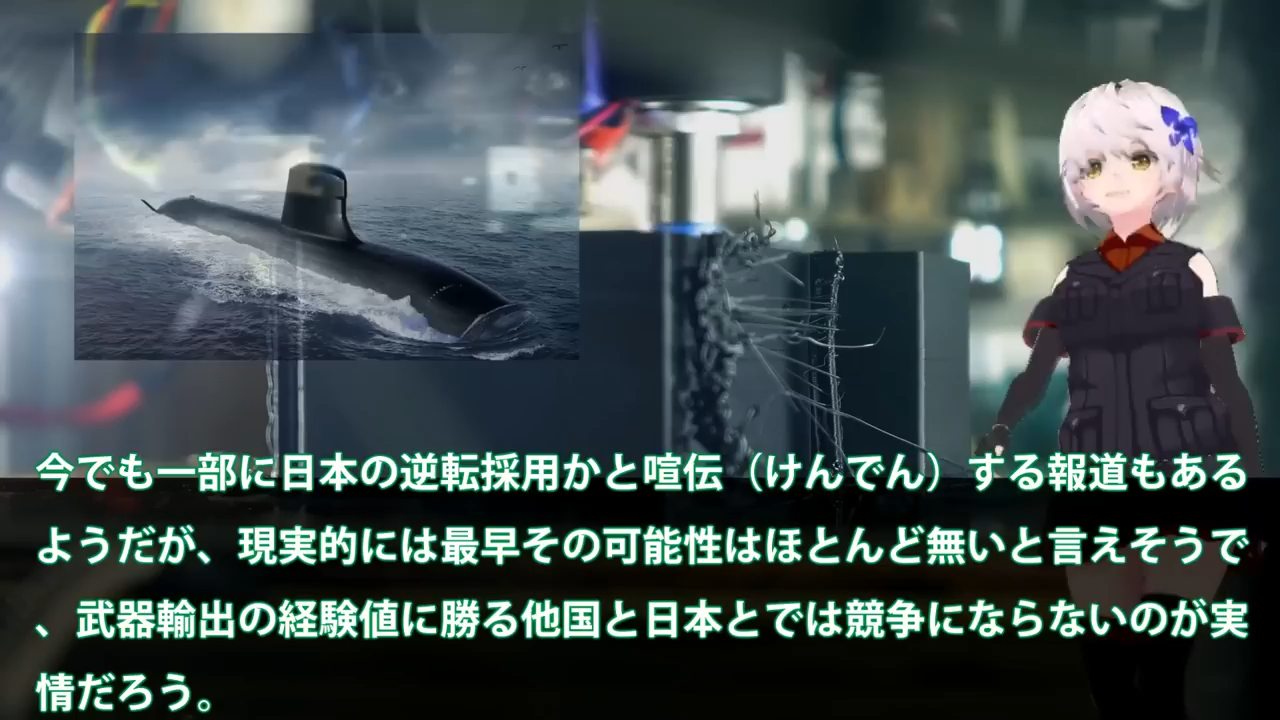 今でも一部に日本の逆転採用かと喧伝（けんでん）する報道もある
ようだが、現実的には最早その可能性はほとんど無いと言えそうで
、武器輸出の経験値に勝る他国と日本とでは競争にならないのが実
情だろう。